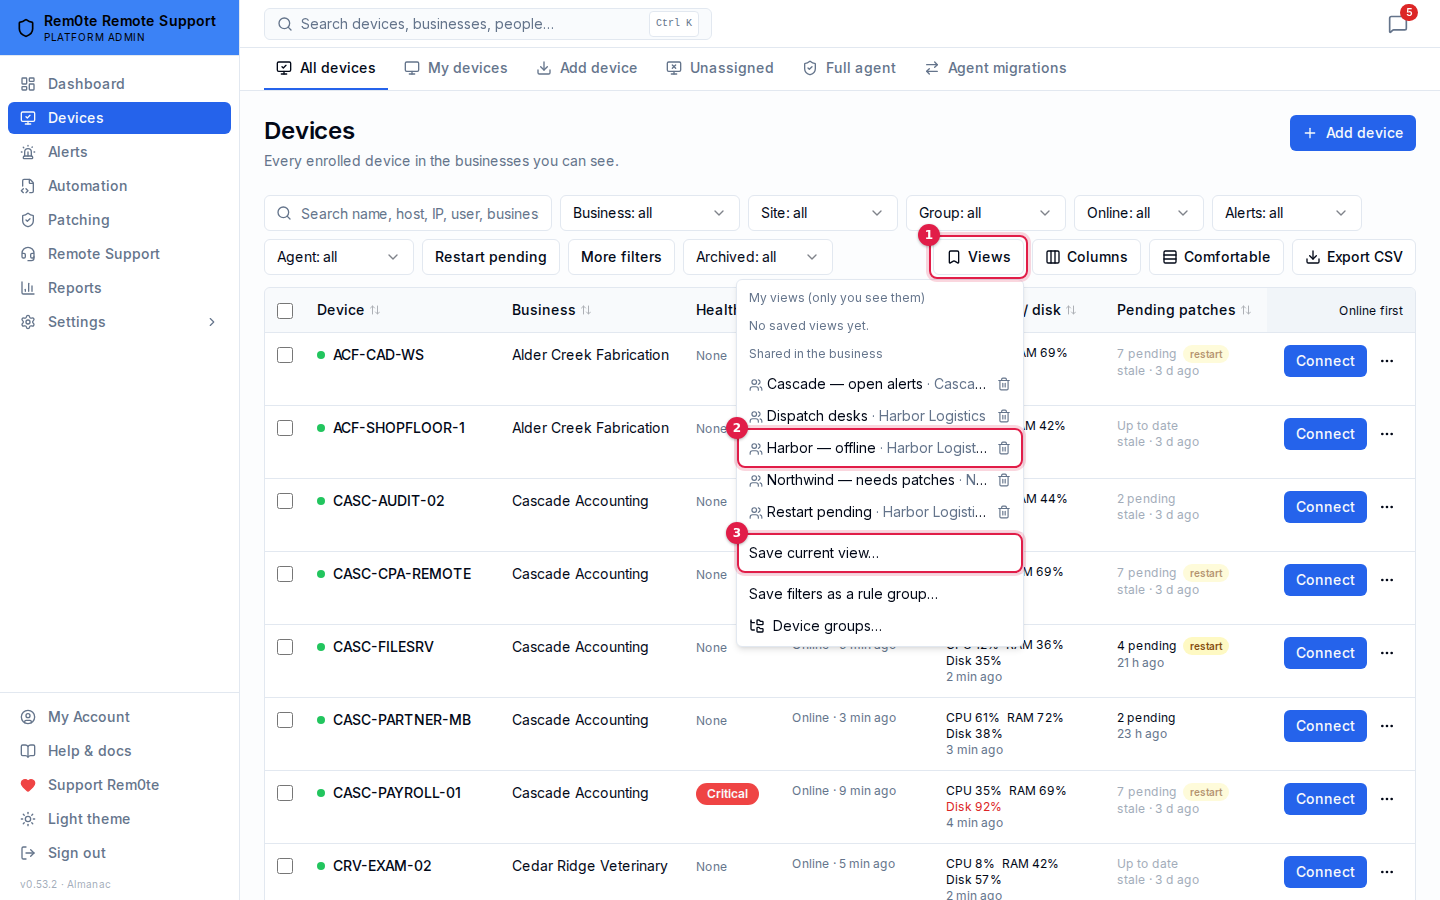 Rem0te Remote Support
PLATFORM ADMIN
Search devices, businesses, people…
Ctrl K
5
Dashboard
Devices
Alerts
Automation
Patching
Remote Support
Reports
Settings
My Account
Help & docs
Support Rem0te
Light theme
Sign out
v0.53.2 · Almanac
All devices
My devices
Add device
Unassigned
Full agent
Agent migrations
Devices
Every enrolled device in the businesses you can see.
Add device
Search name, host, IP, user, business
Business: all
Site: all
Group: all
Online: all
Alerts: all
Agent: all
Restart pending
More filters
Archived: all
1
Views
Columns
Comfortable
Export CSV
Device
Business
Health
/ disk
Pending patches
Online first
My views (only you see them)
No saved views yet.
Shared in the business
Cascade — open alerts · Casca…
Dispatch desks · Harbor Logistics
2
Harbor — offline · Harbor Logist…
Northwind — needs patches · N…
Restart pending · Harbor Logisti…
3
Save current view…
Save filters as a rule group…
Device groups…
ACF-CAD-WS
Alder Creek Fabrication
None
AM 69%
7 pending restart
stale · 3 d ago
Connect
ACF-SHOPFLOOR-1
Alder Creek Fabrication
None
AM 42%
Up to date
stale · 3 d ago
Connect
CASC-AUDIT-02
Cascade Accounting
None
AM 44%
2 pending
stale · 3 d ago
Connect
CASC-CPA-REMOTE
Cascade Accounting
None
M 69%
7 pending restart
stale · 3 d ago
Connect
CASC-FILESRV
Cascade Accounting
None
RAM 36%
Disk 35%
2 min ago
4 pending restart
21 h ago
Connect
CASC-PARTNER-MB
Cascade Accounting
None
Online · 3 min ago
CPU 61% RAM 72%
Disk 38%
3 min ago
2 pending
23 h ago
Connect
CASC-PAYROLL-01
Cascade Accounting
Critical
Online · 9 min ago
CPU 35% RAM 69%
Disk 92%
4 min ago
7 pending restart
stale · 3 d ago
Connect
CRV-EXAM-02
Cedar Ridge Veterinary
None
Online · 5 min ago
CPU 8% RAM 42%
Disk 57%
2 min ago
Up to date
stale · 3 d ago
Connect